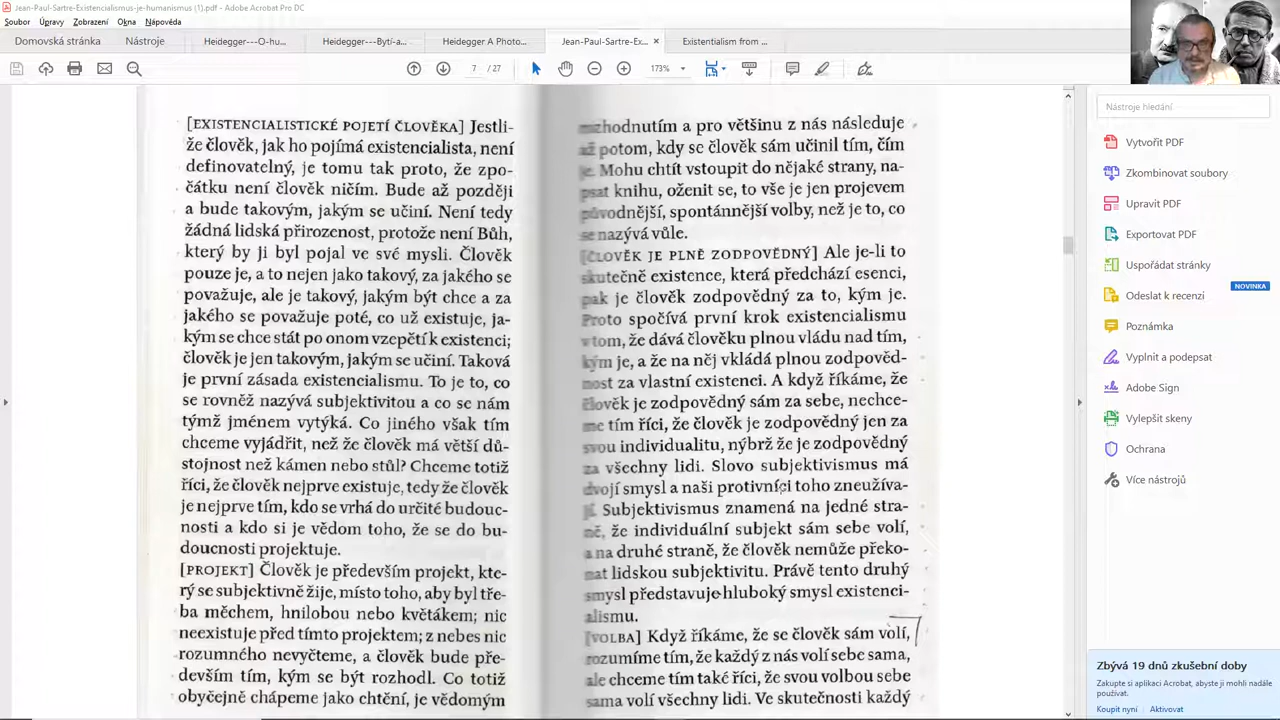 Jean-Paul-Sartre-Existencialismus-je-humanismus (1).pdf - Adobe Acrobat Pro DC
Soubor Úpravy Zobrazení Okna Nápověda
Domovská stránka Nástroje Heidegger---O-hu... Heidegger---Bytí-a... Heidegger A Photo... Jean-Paul-Sartre-Ex... × Existentialism from ...
7 / 27 173%
[EXISTENCIALISTICKÉ POJETÍ ČLOVĚKA] Jestli-
že člověk, jak ho pojímá existencialista, není
definovatelný, je tomu tak proto, že zpo-
čátku není člověk ničím. Bude až později
a bude takovým, jakým se učiní. Není tedy
žádná lidská přirozenost, protože není Bůh,
který by ji byl pojal ve své mysli. Člověk
pouze je, a to nejen jako takový, za jakého se
považuje, ale je takový, jakým být chce a za
jakého se považuje poté, co už existuje, ja-
kým se chce stát po onom vzepětí k existenci;
člověk je jen takovým, jakým se učiní. Taková
je první zásada existencialismu. To je to, co
se rovněž nazývá subjektivitou a co se nám
týmž jménem vytýká. Co jiného však tím
chceme vyjádřit, než že člověk má větší dů-
stojnost než kámen nebo stůl? Chceme totiž
říci, že člověk nejprve existuje, tedy že člověk
je nejprve tím, kdo se vrhá do určité budouc-
nosti a kdo si je vědom toho, že se do bu-
doucnosti projektuje.
[PROJEKT] Člověk je především projekt, kte-
rý se subjektivně žije, místo toho, aby byl tře-
ba měchem, hnilobou nebo květákem; nic
neexistuje před tímto projektem; z nebes nic
rozumného nevyčteme, a člověk bude pře-
devším tím, kým se být rozhodl. Co totiž
obyčejně chápeme jako chtění, je vědomým
rozhodnutím a pro většinu z nás následuje
až potom, kdy se člověk sám učinil tím, čím
je. Mohu chtít vstoupit do nějaké strany, na-
psat knihu, oženit se, to vše je jen projevem
původnější, spontánnější volby, než je to, co
se nazývá vůle.
[ČLOVĚK JE PLNĚ ZODPOVĚDNÝ] Ale je-li to
skutečně existence, která předchází esenci,
pak je člověk zodpovědný za to, kým je.
Proto spočívá první krok existencialismu
v tom, že dává člověku plnou vládu nad tím,
kým je, a že na něj vkládá plnou zodpověd-
nost za vlastní existenci. A když říkáme, že
člověk je zodpovědný sám za sebe, nechce-
me tím říci, že člověk je zodpovědný jen za
svou individualitu, nýbrž že je zodpovědný
za všechny lidi. Slovo subjektivismus má
dvojí smysl a naši protivníci toho zneužíva-
jí. Subjektivismus znamená na jedné stra-
ně, že individuální subjekt sám sebe volí,
a na druhé straně, že člověk nemůže překo-
nat lidskou subjektivitu. Právě tento druhý
smysl představuje hluboký smysl existenci-
alismu.
[VOLBA] Když říkáme, že se člověk sám volí,
rozumíme tím, že každý z nás volí sebe sama,
ale chceme tím také říci, že svou volbou sebe
sama volí všechny lidi. Ve skutečnosti každý
Nástroje hledání
Vytvořit PDF
Zkombinovat soubory
Upravit PDF
Exportovat PDF
Uspořádat stránky
NOVINKA
Odeslat k recenzi
Poznámka
Vyplnit a podepsat
Adobe Sign
Vylepšit skeny
Ochrana
Více nástrojů
Zbývá 19 dnů zkušební doby
Zakupte si aplikaci Acrobat, abyste ji mohli nadále
používat.
Koupit nyní Aktivovat